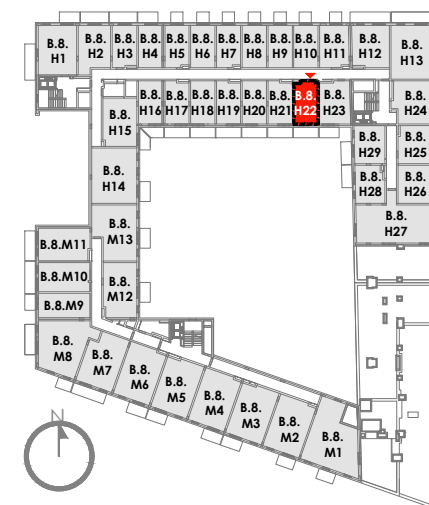 B.8. H1
B.8. H2
B.8. H3
B.8. H4
B.8. H5
B.8. H6
B.8. H7
B.8. H8
B.8. H9
B.8. H10
B.8. H11
B.8. H12
B.8. H13
B.8. H16
B.8. H17
B.8. H18
B.8. H19
B.8. H20
B.8. H21
B.8. H22
B.8. H23
B.8. H24
B.8. H15
B.8. H29
B.8. H25
B.8. H14
B.8. H28
B.8. H26
B.8. H27
B.8. M13
B.8.M11
B.8.M10
B.8. M12
B.8.M9
B.8. M8
B.8. M7
B.8. M6
B.8. M5
B.8. M4
B.8. M3
B.8. M2
B.8. M1
N